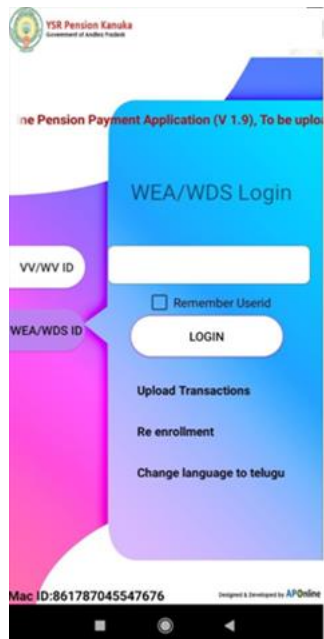 YSR Pension Kanuka
Government of Andhra Pradesh
ne Pension Payment Application (V 1.9), To be uplo
WEA/WDS Login
VV/WV ID
Remember Userid
WEA/WDS ID
LOGIN
Upload Transactions
Re enrollment
Change language to telugu
Mac ID:861787045547676
Designed & Developed by APOnline